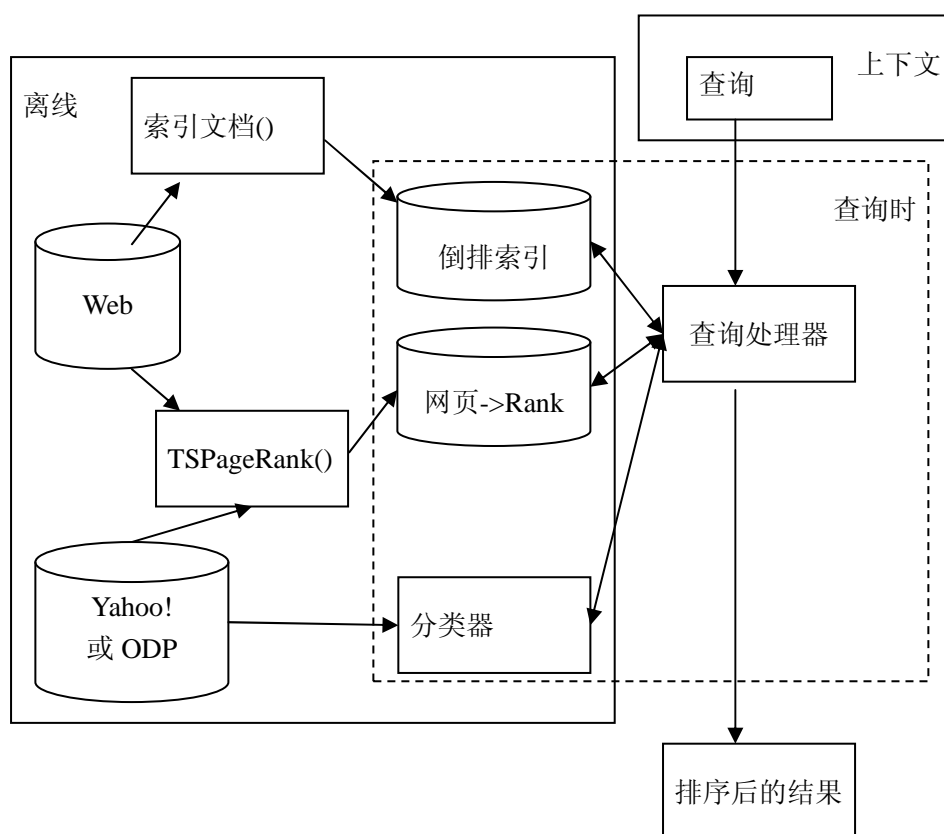 上下文
查询
离线
索引文档()
查询时
倒排索引
Web
查询处理器
网页->Rank
TSPageRank()
Yahoo!
或 ODP
分类器
排序后的结果